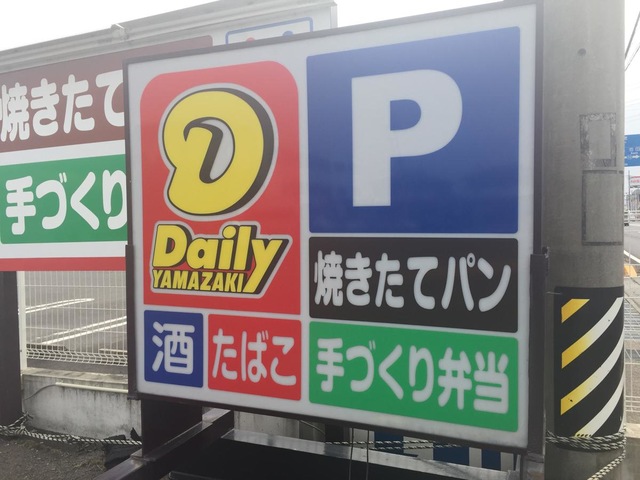 焼きたて
手づくり
D
Daily
YAMAZAKI
P
焼きたてパン
酒
たばこ
手づくり弁当